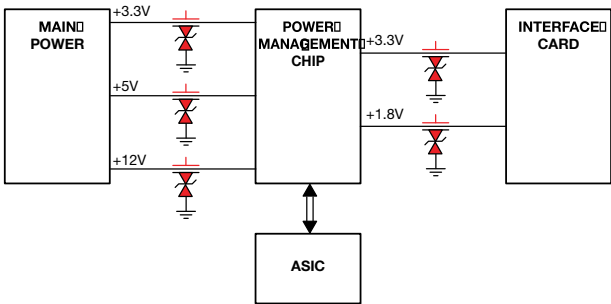 MAIN
POWER
+3.3V
+5V
+12V
POWER
MANAGEMENT
CHIP
+3.3V
+1.8V
INTERFACE
CARD
ASIC